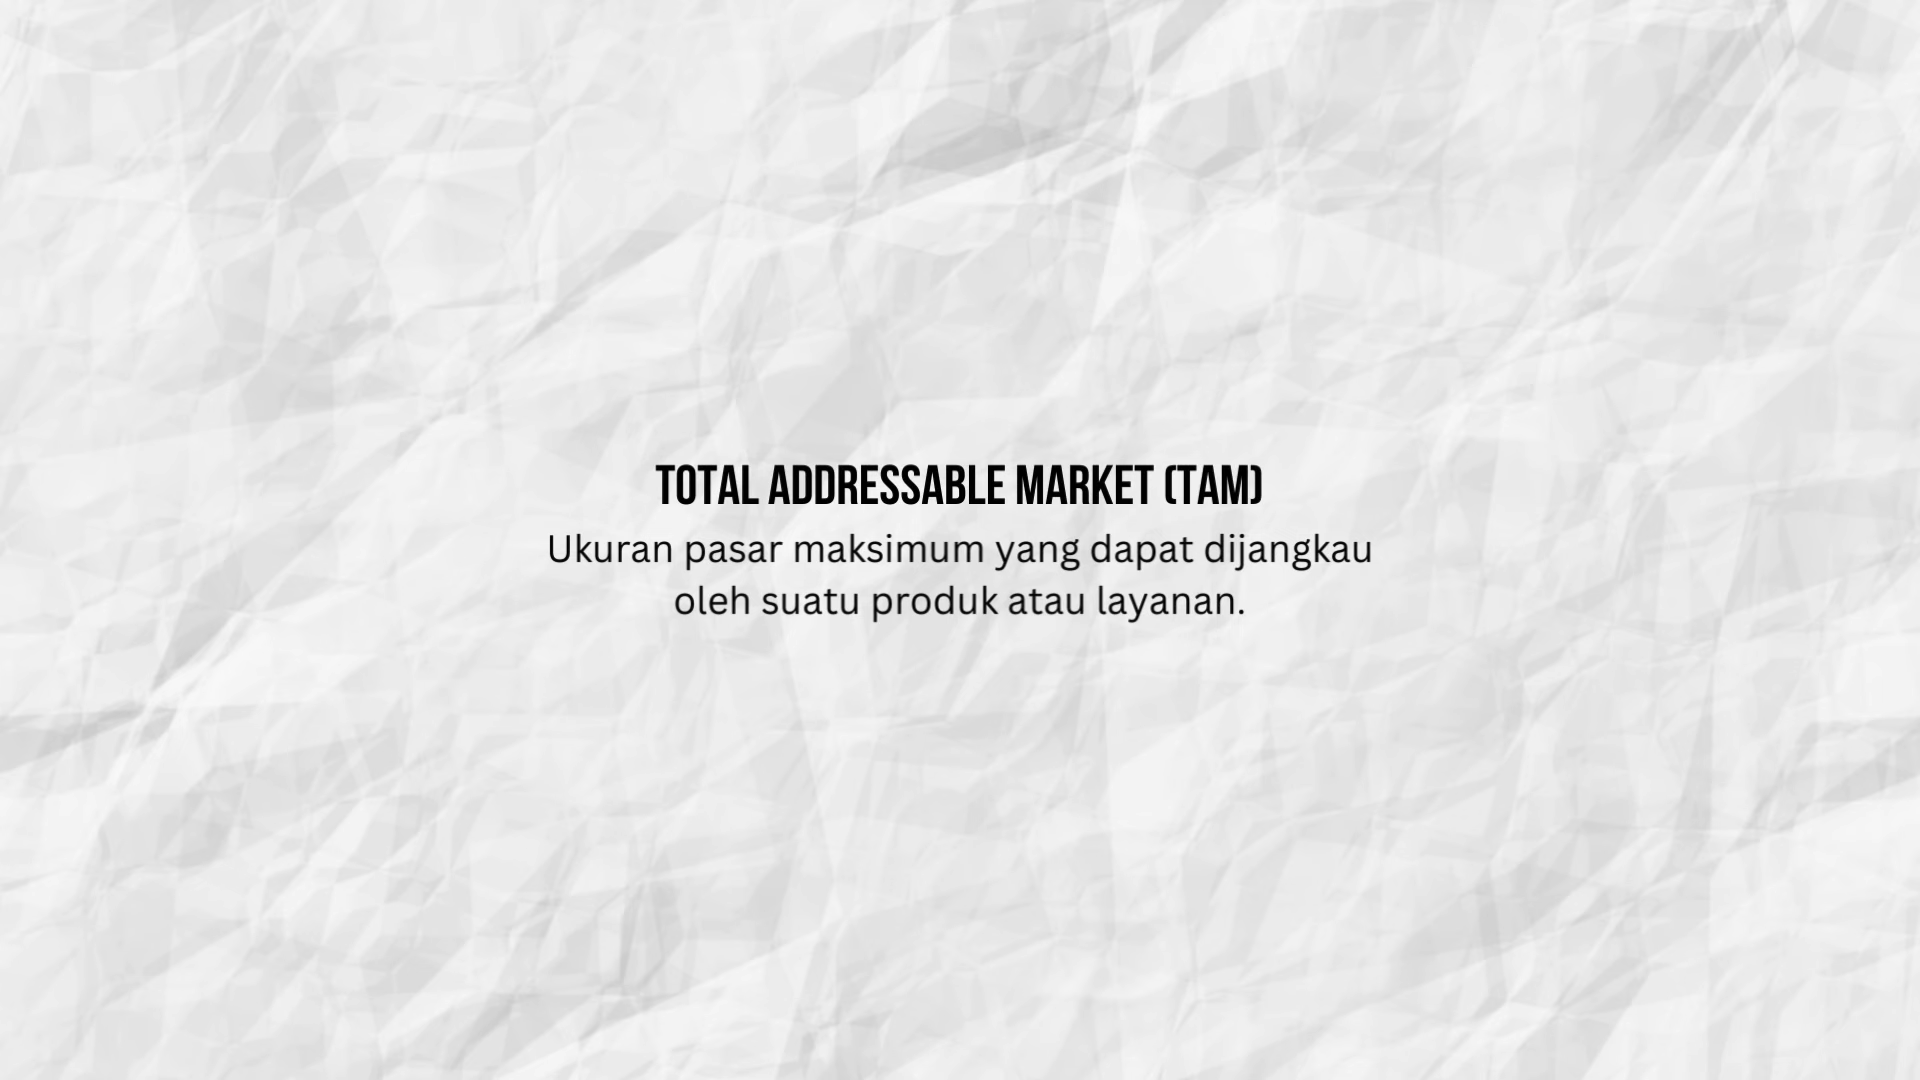 TOTAL ADDRESSABLE MARKET (TAM)
Ukuran pasar maksimum yang dapat dijangkau
oleh suatu produk atau layanan.